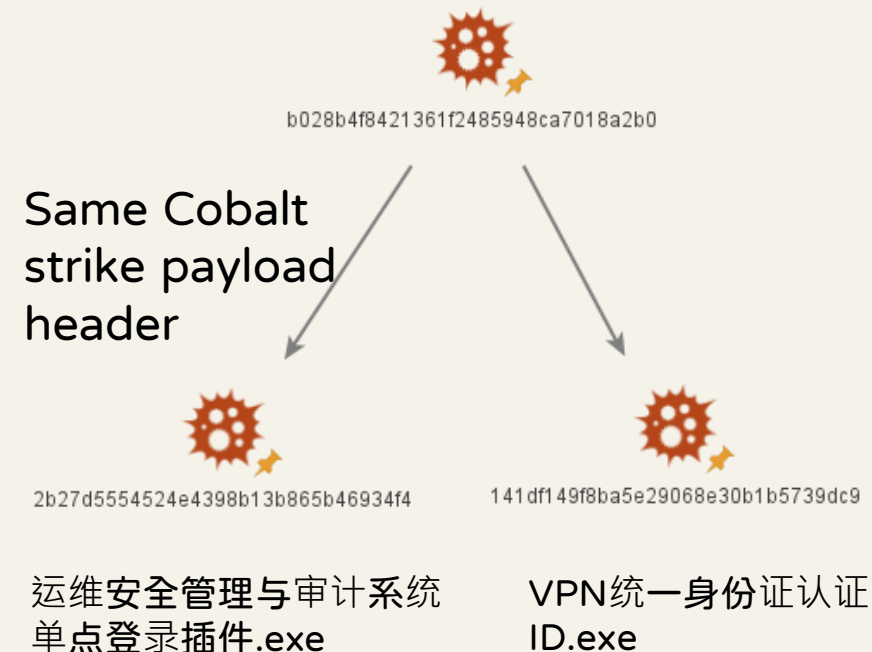 b028b4f8421361f2485948ca7018a2b0
Same Cobalt
strike payload
header
2b27d5554524e4398b13b865b46934f4
141df149f8ba5e29068e30b1b5739dc9
运维安全管理与审计系统
单点登录插件.exe
VPN统一身份证认证
ID.exe